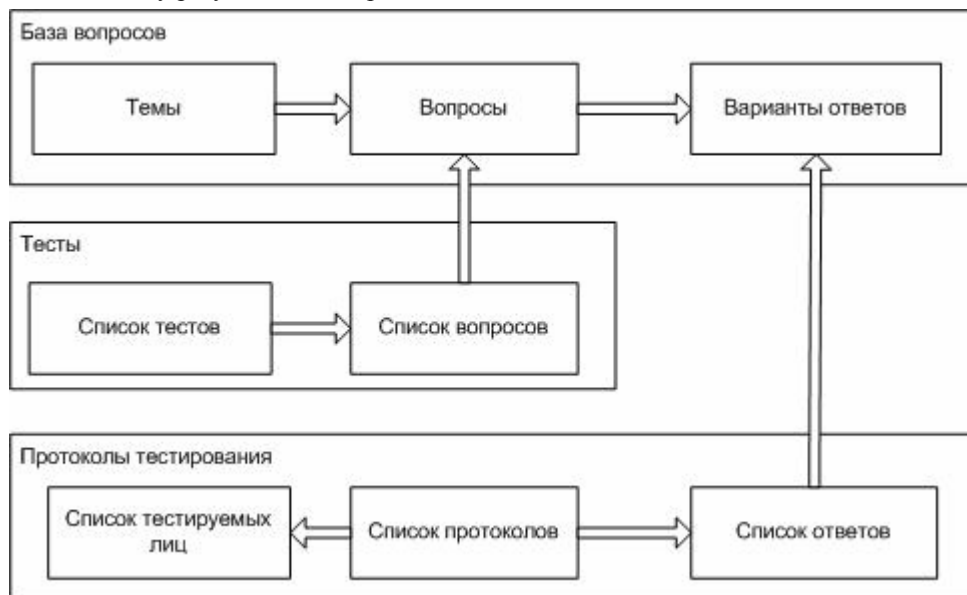 База вопросов
Темы
Вопросы
Варианты ответов
Тесты
Список тестов
Список вопросов
Протоколы тестирования
Список тестируемых
лиц
Список протоколов
Список ответов